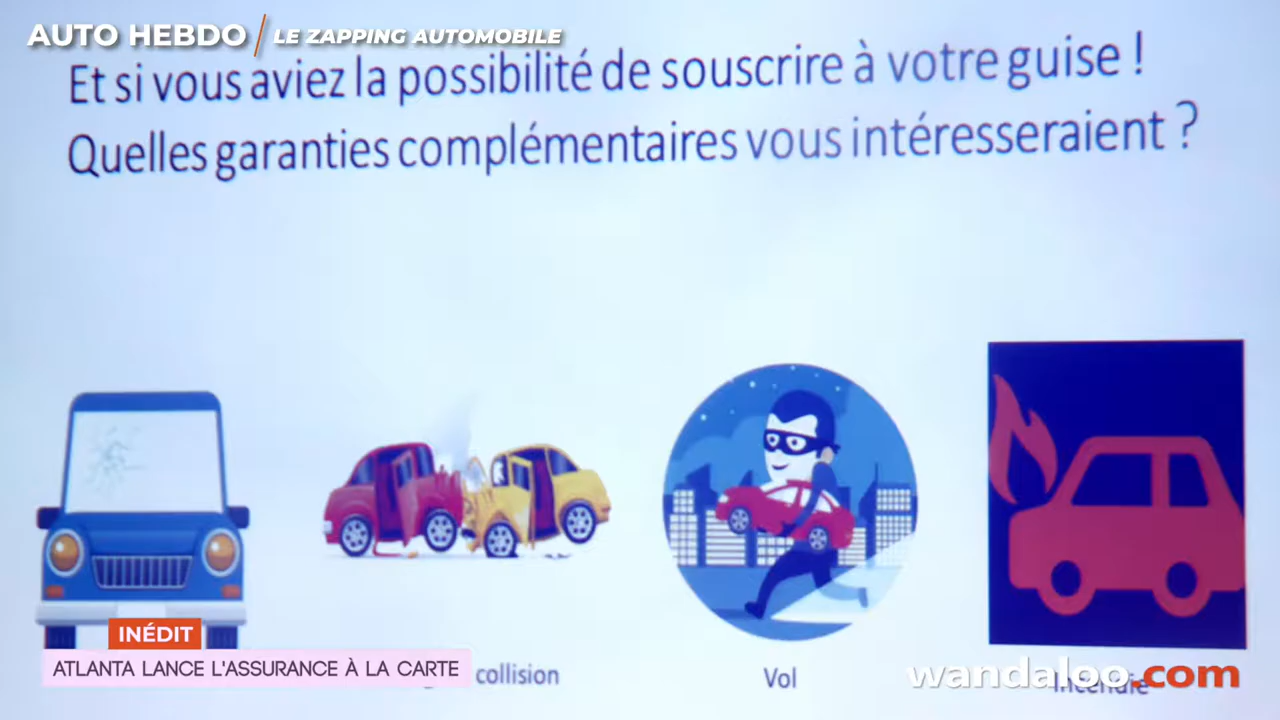 AUTO HEBDO / LE ZAPPING AUTOMOBILE
Et si vous aviez la possibilité de souscrire à votre guise !
Quelles garanties complémentaires vous intéresseraient ?
INÉDIT
ATLANTA LANCE L'ASSURANCE À LA CARTE
collision
Vol
Incendie
wandaloo.com